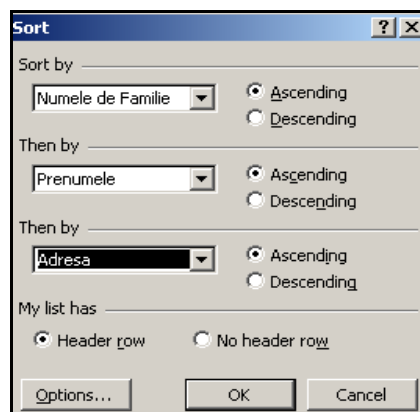 Sort
Sort by
Numele de Familie
Ascending
Descending
Then by
Prenumele
Ascending
Descending
Then by
Adresa
Ascending
Descending
My list has
Header row
No header row
Options...
OK
Cancel